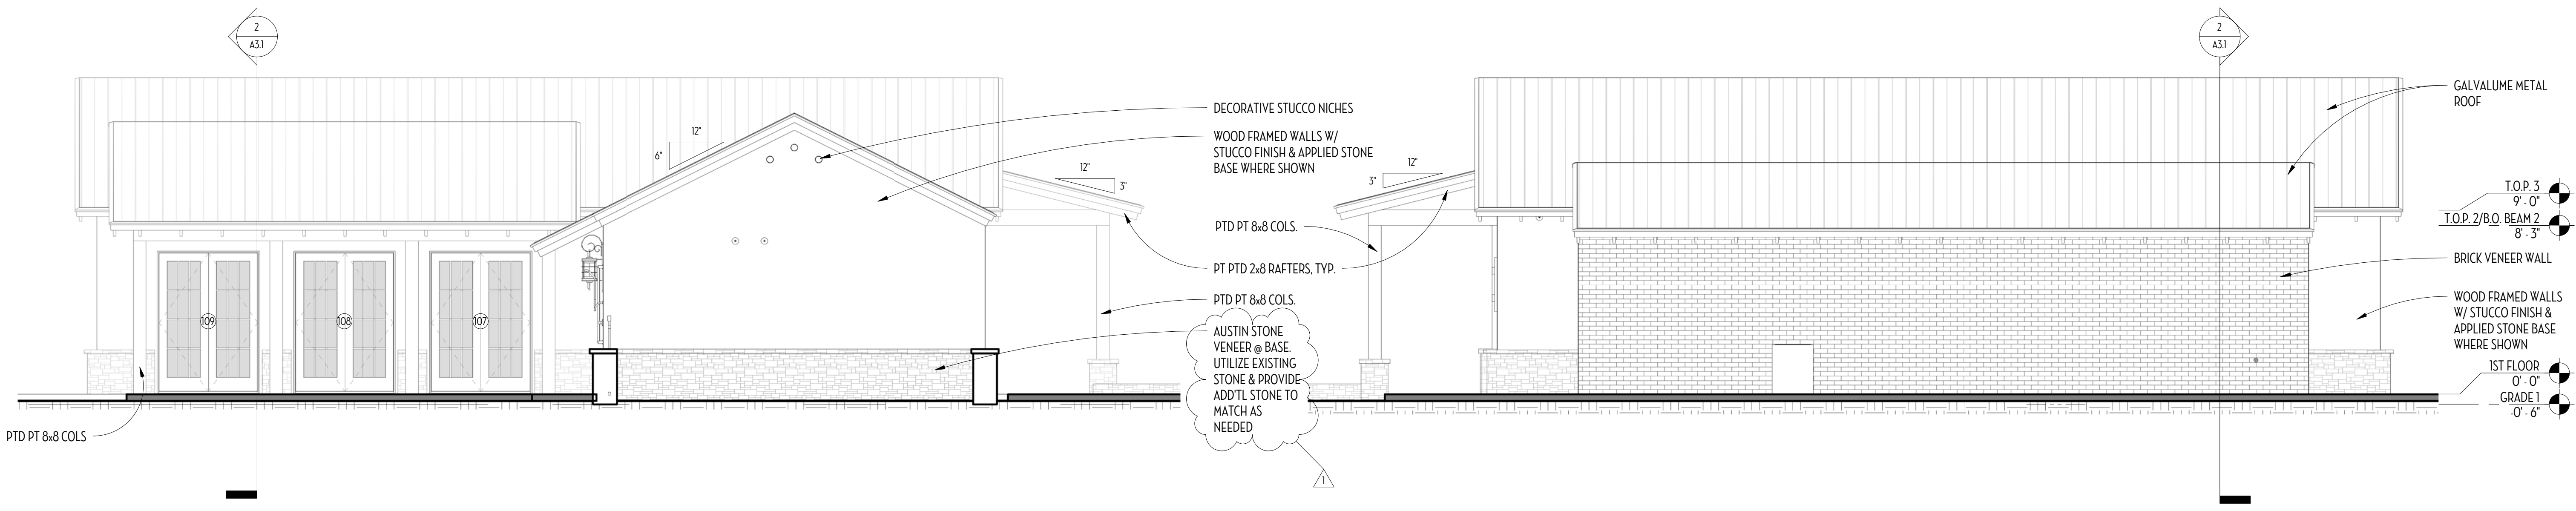 2
A3.1
12"
6"
DECORATIVE STUCCO NICHES
WOOD FRAMED WALLS W/
STUCCO FINISH & APPLIED STONE
BASE WHERE SHOWN
12"
3"
PT PTD 2x8 RAFTERS, TYP.
PTD PT 8x8 COLS.
AUSTIN STONE
VENEER @ BASE.
UTILIZE EXISTING
STONE & PROVIDE
ADD'TL STONE TO
MATCH AS
NEEDED
1
109
108
107
PTD PT 8x8 COLS
2
A3.1
12"
3"
PTD PT 8x8 COLS.
GALVALUME METAL
ROOF
T.O.P. 3
9' - 0"
T.O.P. 2/B.O. BEAM 2
8' - 3"
BRICK VENEER WALL
WOOD FRAMED WALLS
W/ STUCCO FINISH &
APPLIED STONE BASE
WHERE SHOWN
1ST FLOOR
0' - 0"
GRADE 1
-0' - 6"